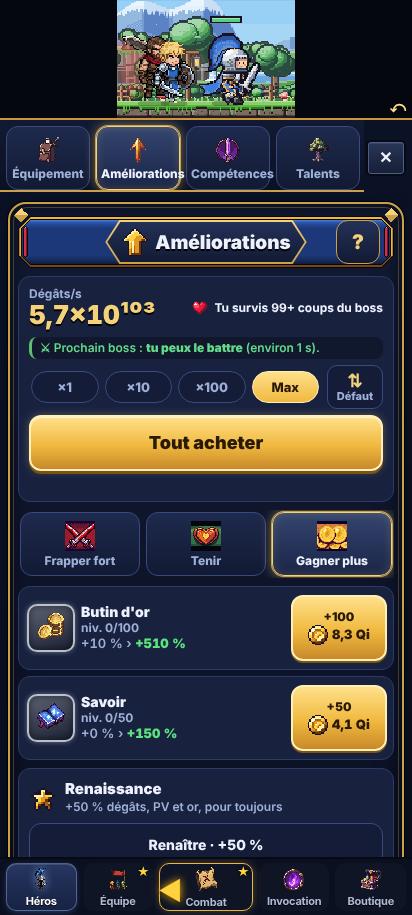 Équipement
Améliorations
Compétences
Talents
×
Améliorations
?
Dégâts/s
5,7×10¹⁰³
Tu survis 99+ coups du boss
Prochain boss : tu peux le battre (environ 1 s).
×1
×10
×100
Max
Défaut
Tout acheter
Frapper fort
Tenir
Gagner plus
Butin d'or
niv. 0/100
+10 % › +510 %
+100
8,3 Qi
Savoir
niv. 0/50
+0 % › +150 %
+50
4,1 Qi
Renaissance
+50 % dégâts, PV et or, pour toujours
Renaître · +50 %
Héros
Équipe
Combat
Invocation
Boutique